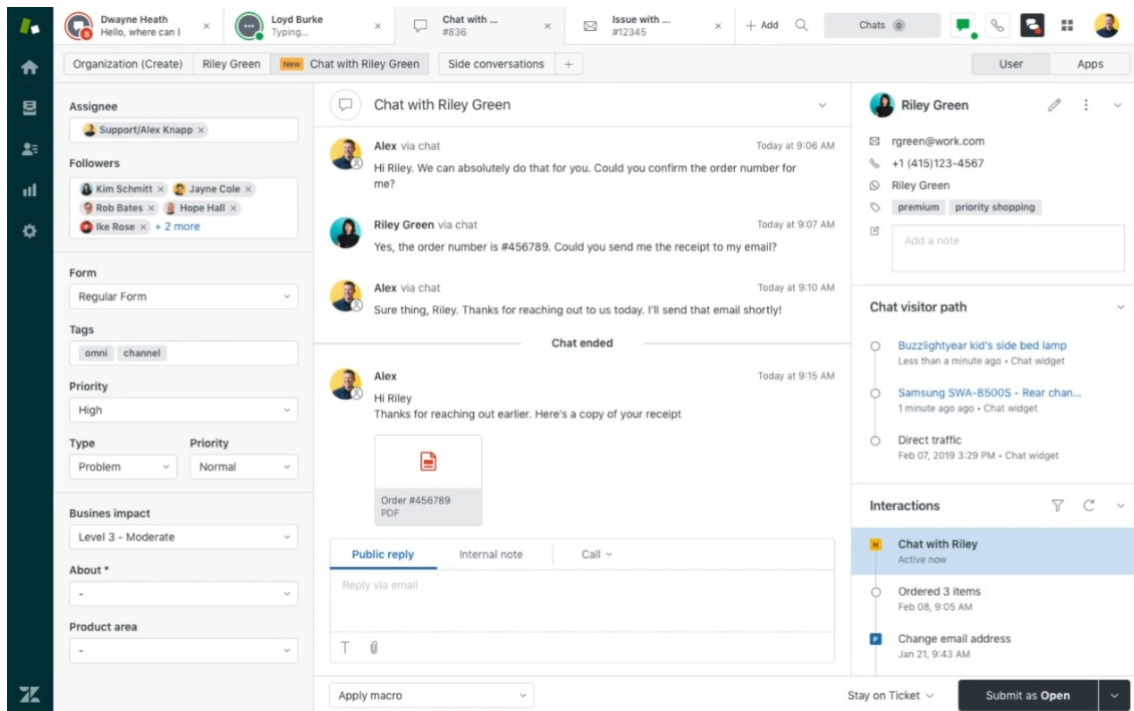 Dwayne Heath
Hello, where can I
Loyd Burke
Typing...
Chat with ...
#836
Issue with ...
#12345
+ Add
Chats 0
Organization (Create)
Riley Green
New Chat with Riley Green
Side conversations
+
User
Apps
Assignee
Support/Alex Knapp ×
Followers
Kim Schmitt × Jayne Cole ×
Rob Bates × Hope Hall ×
Ike Rose × + 2 more
Form
Regular Form
Tags
omni channel
Priority
High
Type Priority
Problem Normal
Busines impact
Level 3 - Moderate
About *
-
Product area
-
Chat with Riley Green
Alex via chat Today at 9:06 AM
Hi Riley. We can absolutely do that for you. Could you confirm the order number for
me?
Riley Green via chat Today at 9:07 AM
Yes, the order number is #456789. Could you send me the receipt to my email?
Alex via chat Today at 9:10 AM
Sure thing, Riley. Thanks for reaching out to us today. I'll send that email shortly!
Chat ended
Alex Today at 9:15 AM
Hi Riley
Thanks for reaching out earlier. Here's a copy of your receipt
Order #456789
PDF
Public reply Internal note Call
Reply via email
T
Apply macro
Riley Green
rgreen@work.com
+1 (415)123-4567
Riley Green
premium priority shopping
Add a note
Chat visitor path
Buzzlightyear kid's side bed lamp
Less than a minute ago • Chat widget
Samsung SWA-8500S - Rear chan...
1 minute ago ago • Chat widget
Direct traffic
Feb 07, 2019 3:29 PM • Chat widget
Interactions
N Chat with Riley
Active now
Ordered 3 items
Feb 08, 9:05 AM
P Change email address
Jan 21, 9:43 AM
Stay on Ticket
Submit as Open